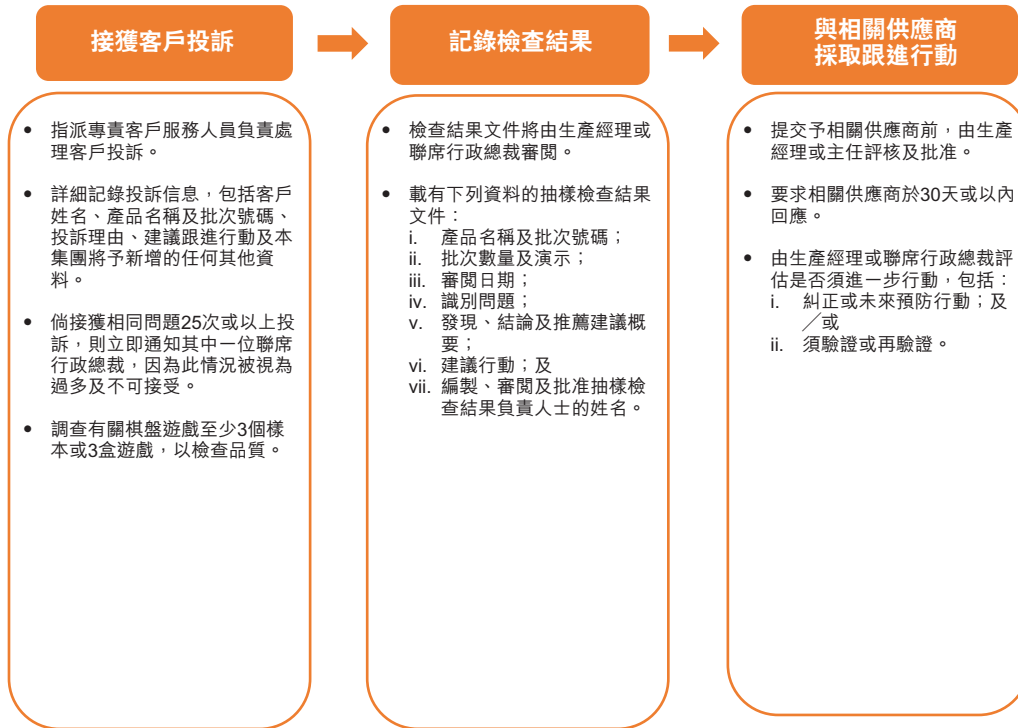 接獲客戶投訴
指派專責客戶服務人員負責處
理客戶投訴。
詳細記錄投訴信息，包括客戶
姓名、產品名稱及批次號碼、
投訴理由、建議跟進行動及本
集團將予新增的任何其他資
料。
倘接獲相同問題25次或以上投
訴，則立即通知其中一位聯席
行政總裁，因為此情況被視為
過多及不可接受。
調查有關棋盤遊戲至少3個樣
本或3盒遊戲，以檢查品質。
記錄檢查結果
檢查結果文件將由生產經理或
聯席行政總裁審閱。
載有下列資料的抽樣檢查結果
文件：
i. 產品名稱及批次號碼；
ii. 批次數量及演示；
iii. 審閱日期；
iv. 識別問題；
v. 發現、結論及推薦建議概
要；
vi. 建議行動；及
vii. 編製、審閱及批准抽樣檢
查結果負責人士的姓名。
與相關供應商
採取跟進行動
提交予相關供應商前，由生產
經理或主任評核及批准。
要求相關供應商於30天或以內
回應。
由生產經理或聯席行政總裁評
估是否須進一步行動，包括：
i. 糾正或未來預防行動；及
／或
ii. 須驗證或再驗證。